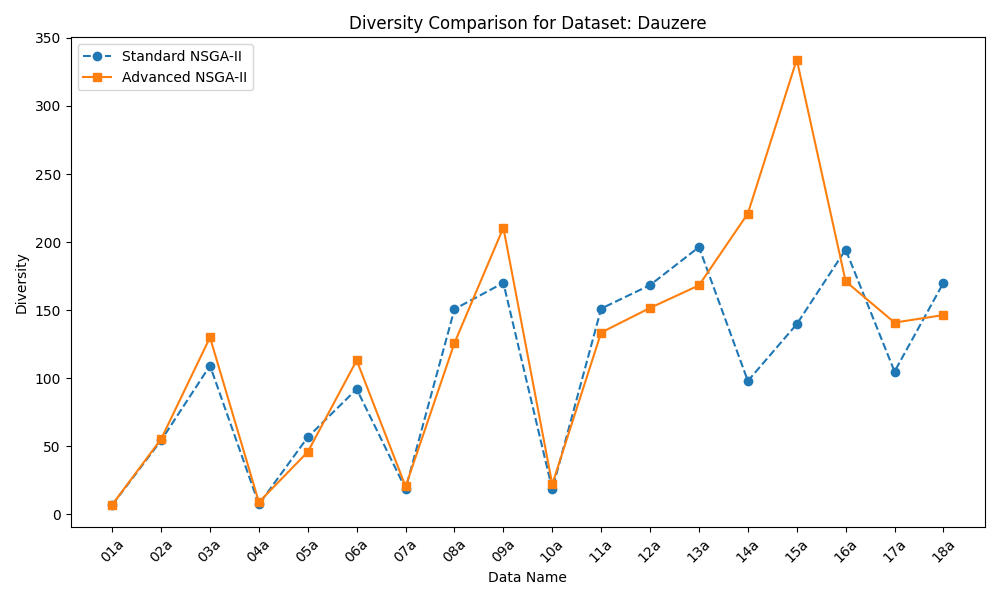 Diversity Comparison for Dataset: Dauzere
Standard NSGA-II
Advanced NSGA-II
Diversity
350
300
250
200
150
100
50
0
01a 02a 03a 04a 05a 06a 07a 08a 09a 10a 11a 12a 13a 14a 15a 16a 17a 18a
Data Name